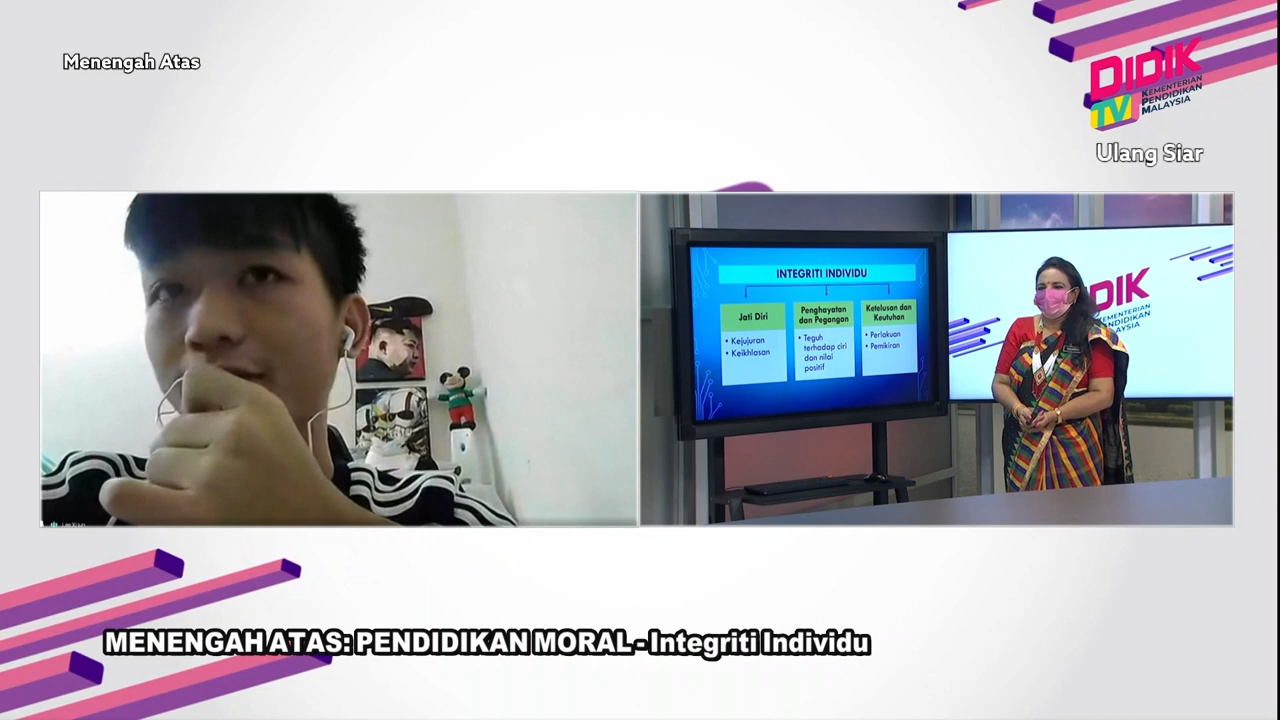 Menengah Atas
DIDIK
TV
KEMENTERIAN
PENDIDIKAN
MALAYSIA
Ulang Siar
INTEGRITI INDIVIDU
Jati Diri
• Kejujuran
• Keikhlasan
Penghayatan
dan Pegangan
• Teguh
terhadap ciri
dan nilai
positif
Ketelusan dan
Keutuhan
• Perlakuan
• Pemikiran
DIK
KEMENTERIAN
PENDIDIKAN
MALAYSIA
MENENGAH ATAS: PENDIDIKAN MORAL - Integriti Individu